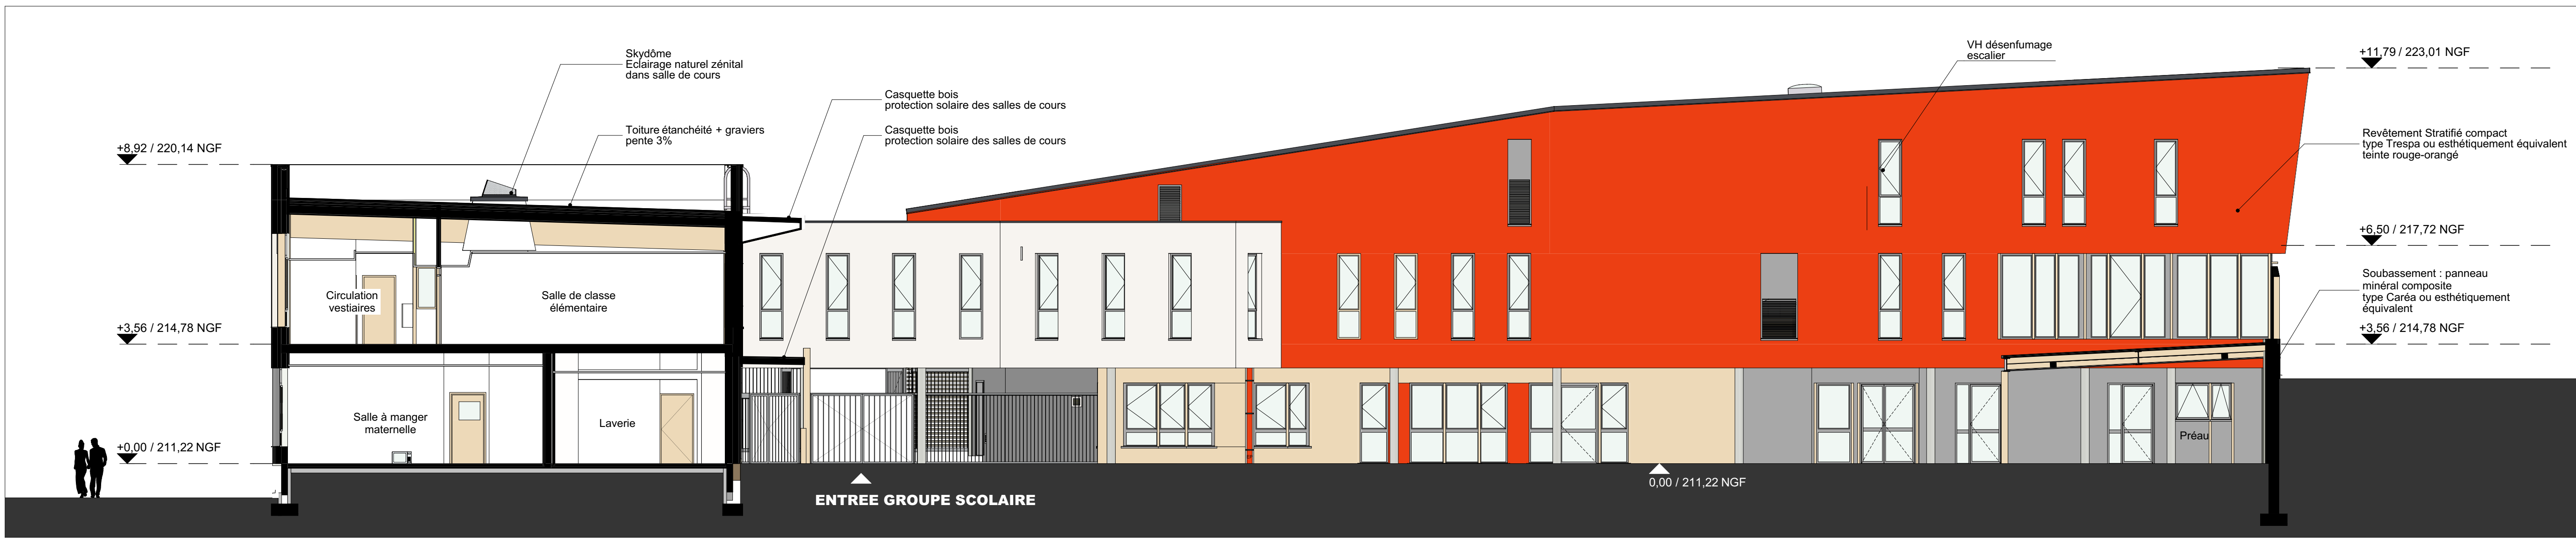 Skydôme
Eclairage naturel zénital
dans salle de cours
Casquette bois
protection solaire des salles de cours
Toiture étanchéité + graviers
pente 3%
Casquette bois
protection solaire des salles de cours
VH désenfumage
escalier
+11,79 / 223,01 NGF
Revêtement Stratifié compact
type Trespa ou esthétiquement équivalent
teinte rouge-orangé
+8,92 / 220,14 NGF
+6,50 / 217,72 NGF
Soubassement : panneau
minéral composite
type Caréa ou esthétiquement
équivalent
Circulation
vestiaires
Salle de classe
élémentaire
+3,56 / 214,78 NGF
+3,56 / 214,78 NGF
Salle à manger
maternelle
Laverie
Préau
+0,00 / 211,22 NGF
0,00 / 211,22 NGF
ENTREE GROUPE SCOLAIRE